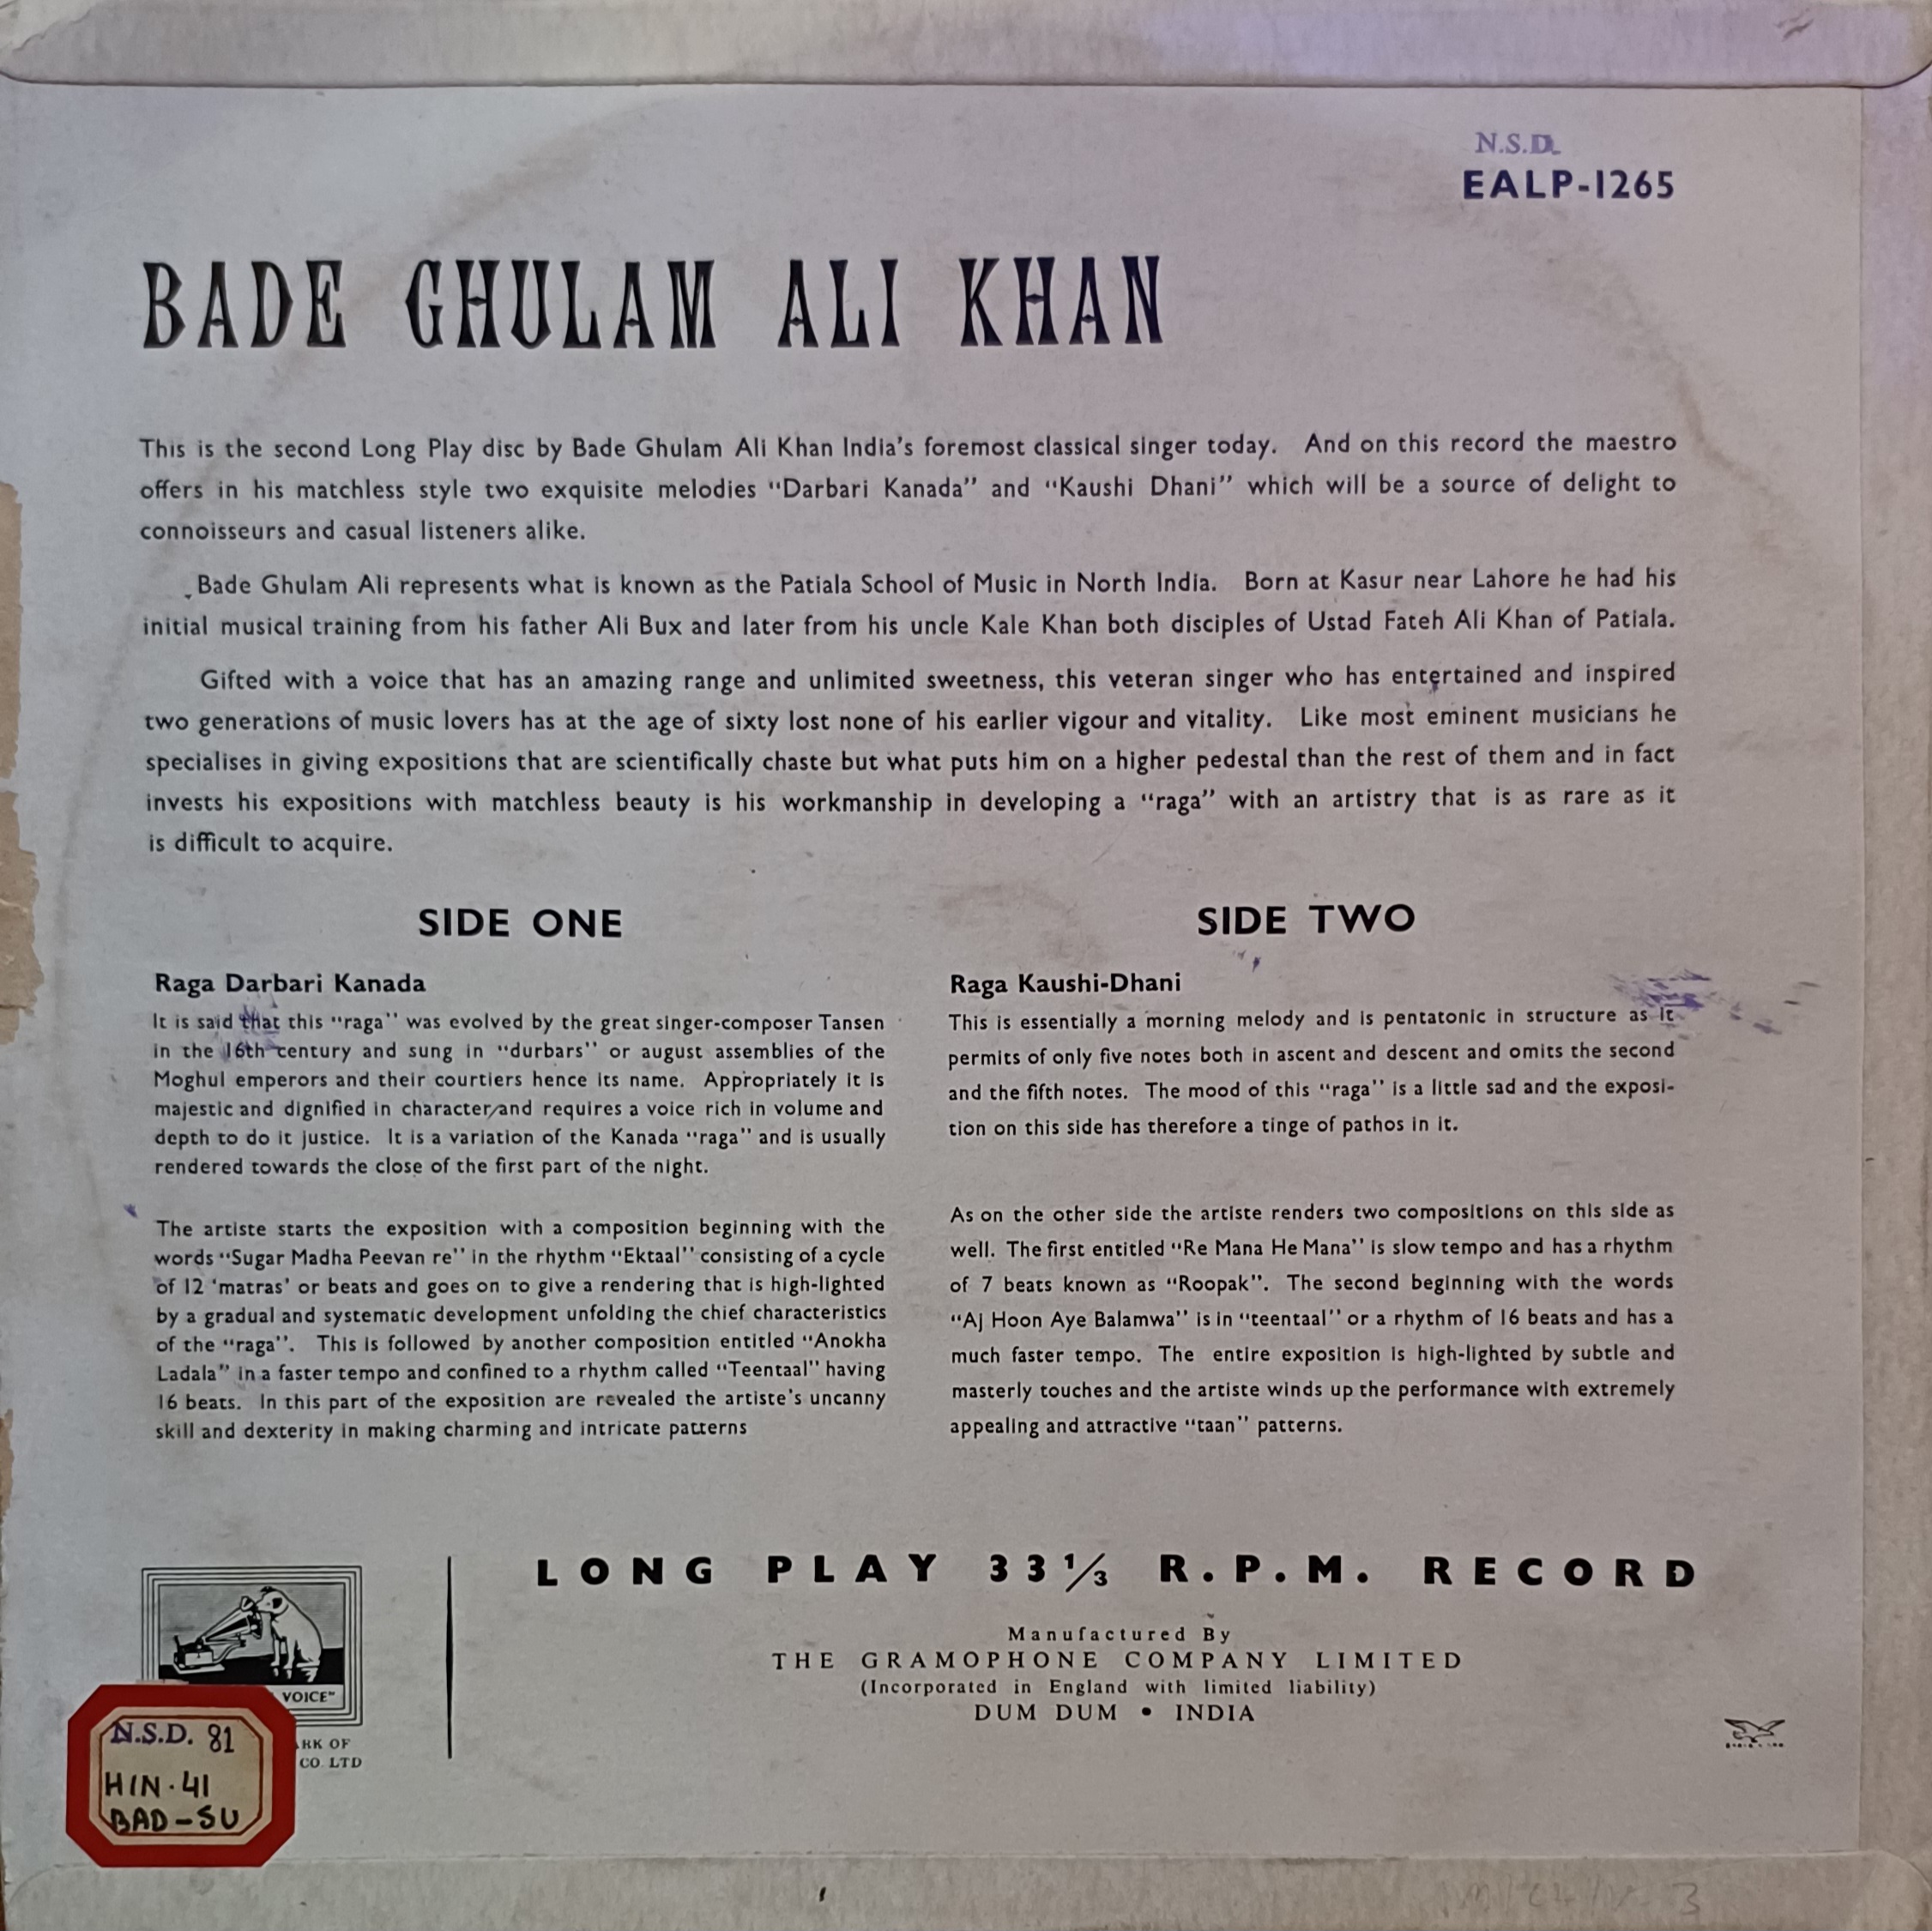 N.S.D.
EALP-1265
BADE GHULAM ALI KHAN
This is the second Long Play disc by Bade Ghulam Ali Khan India's foremost classical singer today. And on this record the maestro
offers in his matchless style two exquisite melodies "Darbari Kanada" and "Kaushi Dhani" which will be a source of delight to
connoisseurs and casual listeners alike.
Bade Ghulam Ali represents what is known as the Patiala School of Music in North India. Born at Kasur near Lahore he had his
initial musical training from his father Ali Bux and later from his uncle Kale Khan both disciples of Ustad Fateh Ali Khan of Patiala.
Gifted with a voice that has an amazing range and unlimited sweetness, this veteran singer who has entertained and inspired
two generations of music lovers has at the age of sixty lost none of his earlier vigour and vitality. Like most eminent musicians he
specialises in giving expositions that are scientifically chaste but what puts him on a higher pedestal than the rest of them and in fact
invests his expositions with matchless beauty is his workmanship in developing a "raga" with an artistry that is as rare as it
is difficult to acquire.
SIDE ONE
Raga Darbari Kanada
It is said that this "raga" was evolved by the great singer-composer Tansen
in the 16th century and sung in "durbars" or august assemblies of the
Moghul emperors and their courtiers hence its name. Appropriately it is
majestic and dignified in character and requires a voice rich in volume and
depth to do it justice. It is a variation of the Kanada "raga" and is usually
rendered towards the close of the first part of the night.
The artiste starts the exposition with a composition beginning with the
words "Sugar Madha Peevan re" in the rhythm "Ektaal" consisting of a cycle
of 12 'matras' or beats and goes on to give a rendering that is high-lighted
by a gradual and systematic development unfolding the chief characteristics
of the "raga". This is followed by another composition entitled "Anokha
Ladala" in a faster tempo and confined to a rhythm called "Teentaal" having
16 beats. In this part of the exposition are revealed the artiste's uncanny
skill and dexterity in making charming and intricate patterns
SIDE TWO
Raga Kaushi-Dhani
This is essentially a morning melody and is pentatonic in structure as it
permits of only five notes both in ascent and descent and omits the second
and the fifth notes. The mood of this "raga" is a little sad and the exposi-
tion on this side has therefore a tinge of pathos in it.
As on the other side the artiste renders two compositions on this side as
well. The first entitled "Re Mana He Mana" is slow tempo and has a rhythm
of 7 beats known as "Roopak". The second beginning with the words
"Aj Hoon Aye Balamwa" is in "teentaal" or a rhythm of 16 beats and has a
much faster tempo. The entire exposition is high-lighted by subtle and
masterly touches and the artiste winds up the performance with extremely
appealing and attractive "taan" patterns.
VOICE"
RK OF
CO. LTD
N.S.D. 81
HIN·41
BAD-SU
LONG PLAY 33⅓ R.P.M. RECORD
Manufactured By
THE GRAMOPHONE COMPANY LIMITED
(Incorporated in England with limited liability)
DUM DUM • INDIA